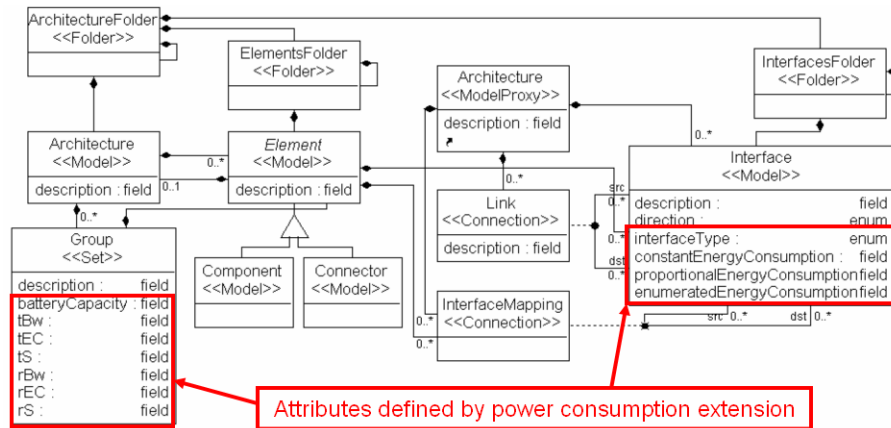 ArchitectureFolder
<<Folder>>
ElementsFolder
<<Folder>>
InterfacesFolder
<<Folder>>
Architecture
<<ModelProxy>>
description : field
Architecture
<<Model>>
description : field
0..*
0..1
Element
<<Model>>
description : field
0..*
0..*
Interface
<<Model>>
description : field
direction : enum
interfaceType : enum
constantEnergyConsumption : field
proportionalEnergyConsumption field
enumeratedEnergyConsumption field
src
0..*
0..*
dst
0..*
Link
<<Connection>>
description : field
0..*
Group
<<Set>>
description : field
batteryCapacity : field
tBw : field
tEC : field
tS : field
rBw : field
rEC : field
rS : field
Component
<<Model>>
Connector
<<Model>>
InterfaceMapping
<<Connection>>
0..*
0..*
src 0..*
dst 0..*
Attributes defined by power consumption extension